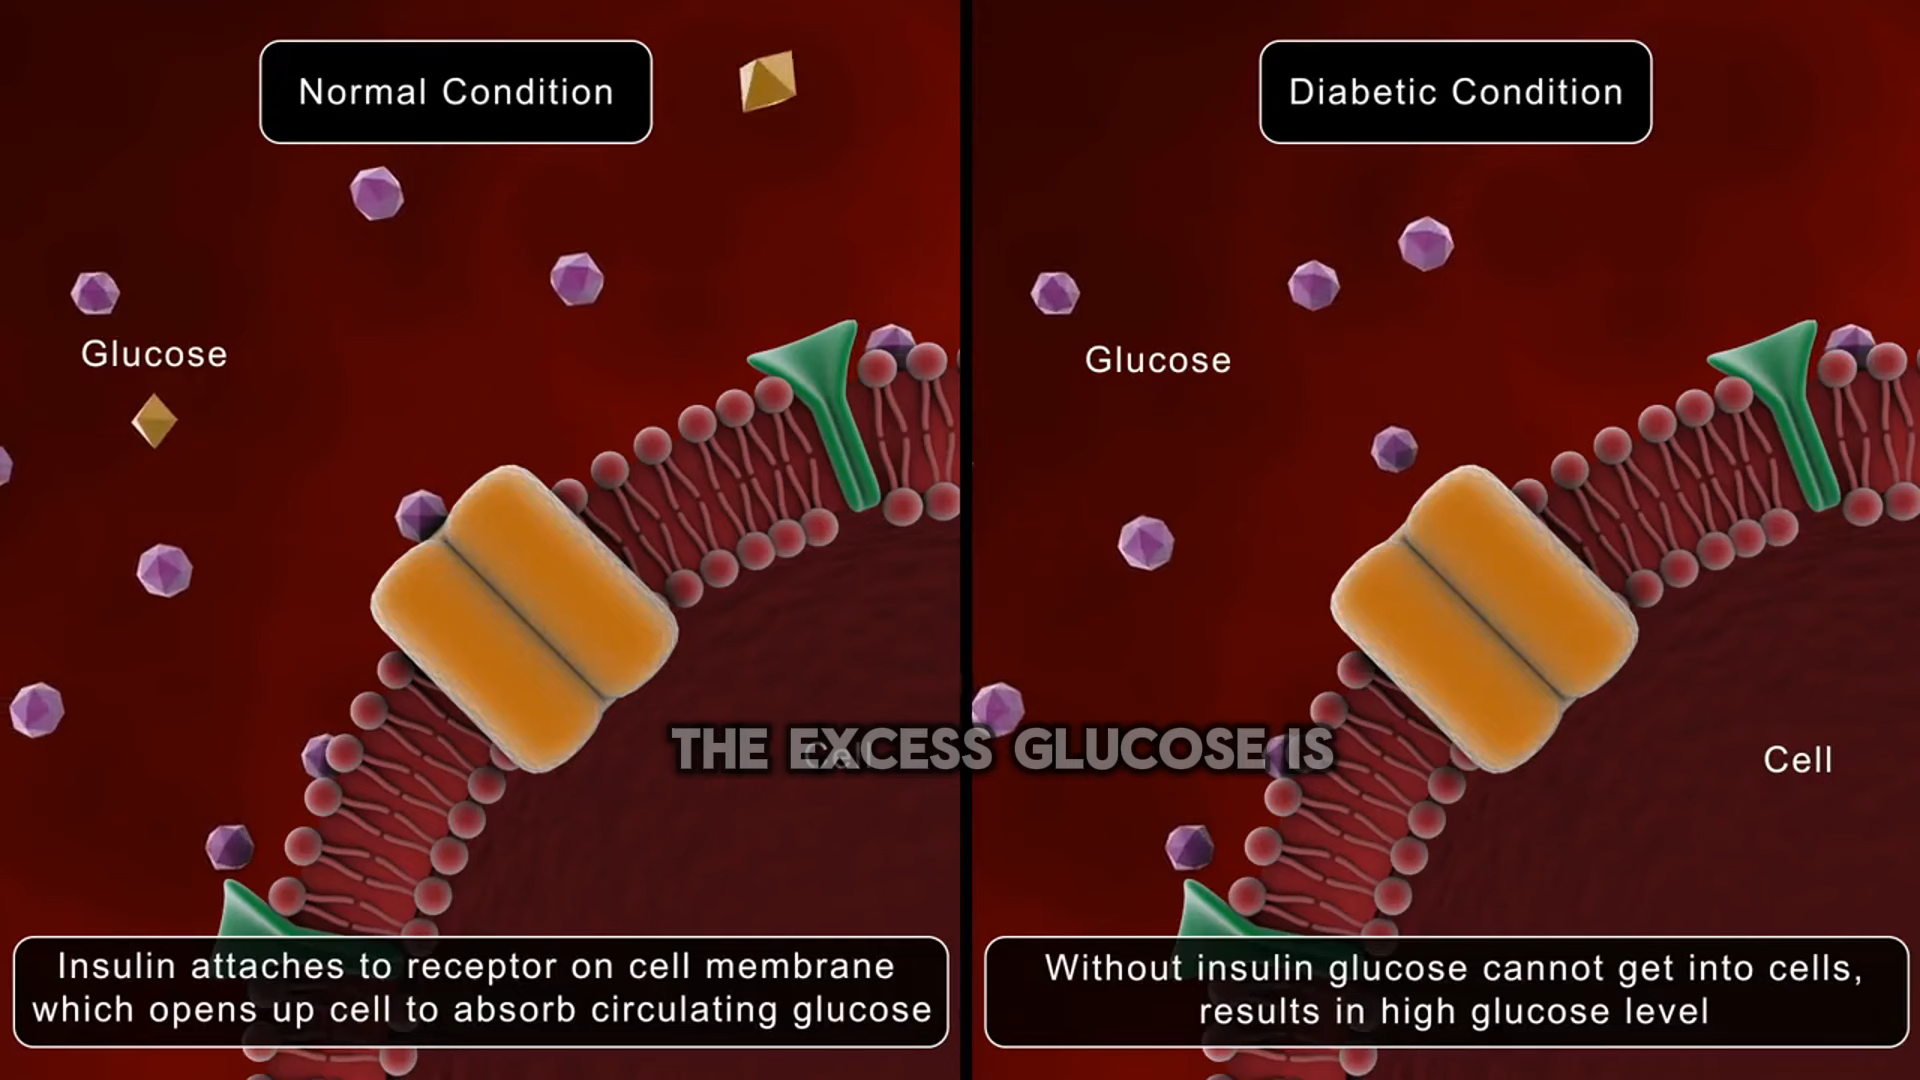 Normal Condition
Glucose
Cell
Insulin attaches to receptor on cell membrane
which opens up cell to absorb circulating glucose
Diabetic Condition
Glucose
Cell
Without insulin glucose cannot get into cells,
results in high glucose level
THE EXCESS GLUCOSE IS